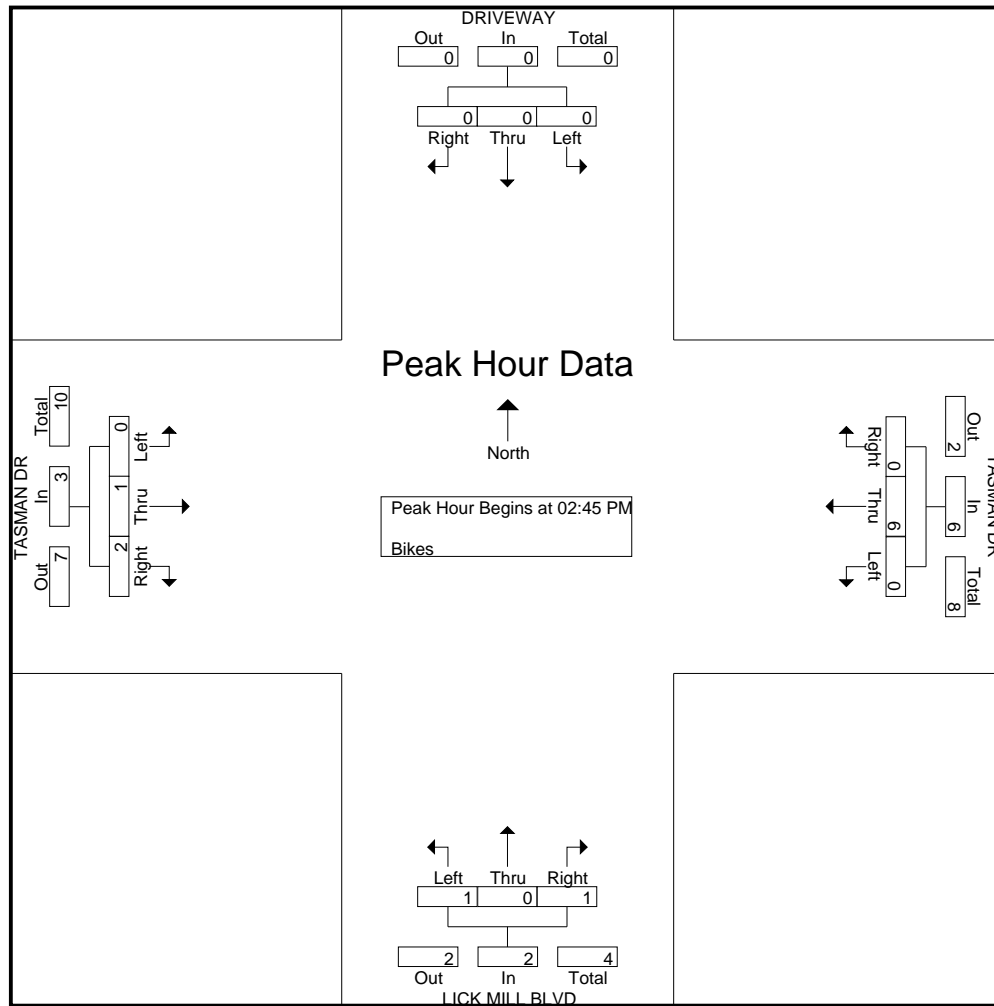 DRIVEWAY
Out In Total
0 0 0
0 0 0
Right Thru Left
Peak Hour Data
North
Peak Hour Begins at 02:45 PM
Bikes
TASMAN DR
Out In Total
7 3 10
Right Thru Left
2 1 0
TASMAN DR
Out In Total
2 6 8
Right Thru Left
0 6 0
Left Thru Right
1 0 1
2 2 4
Out In Total
LICK MILL BLVD